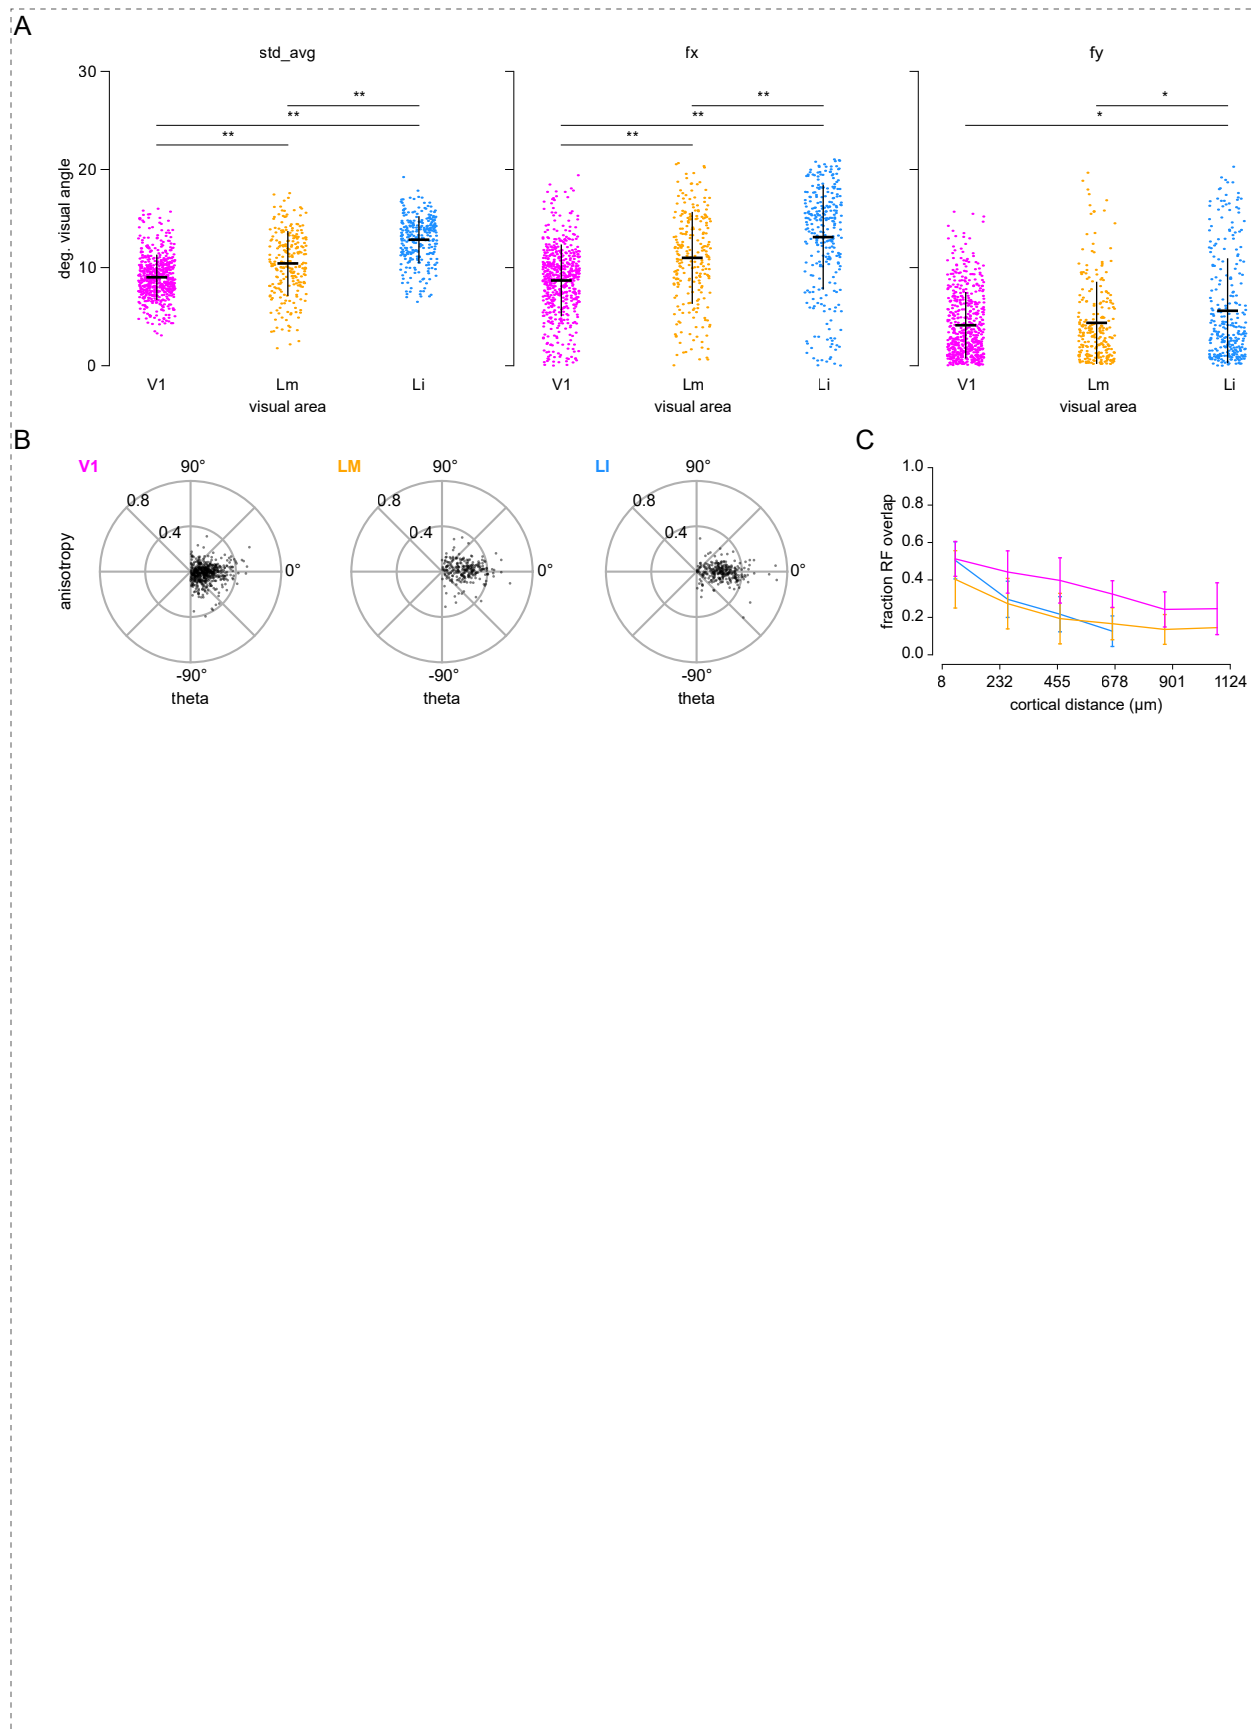 A
std_avg
fx
fy
deg. visual angle
30
20
10
0
**
**
**
**
**
**
*
*
V1
Lm
Li
visual area
V1
Lm
Li
visual area
V1
Lm
Li
visual area
B
anisotropy
V1
90°
0.8
0.4
0°
-90°
theta
LM
90°
0.8
0.4
0°
-90°
theta
LI
90°
0.8
0.4
0°
-90°
theta
C
fraction RF overlap
1.0
0.8
0.6
0.4
0.2
0.0
8 232 455 678 901 1124
cortical distance (µm)